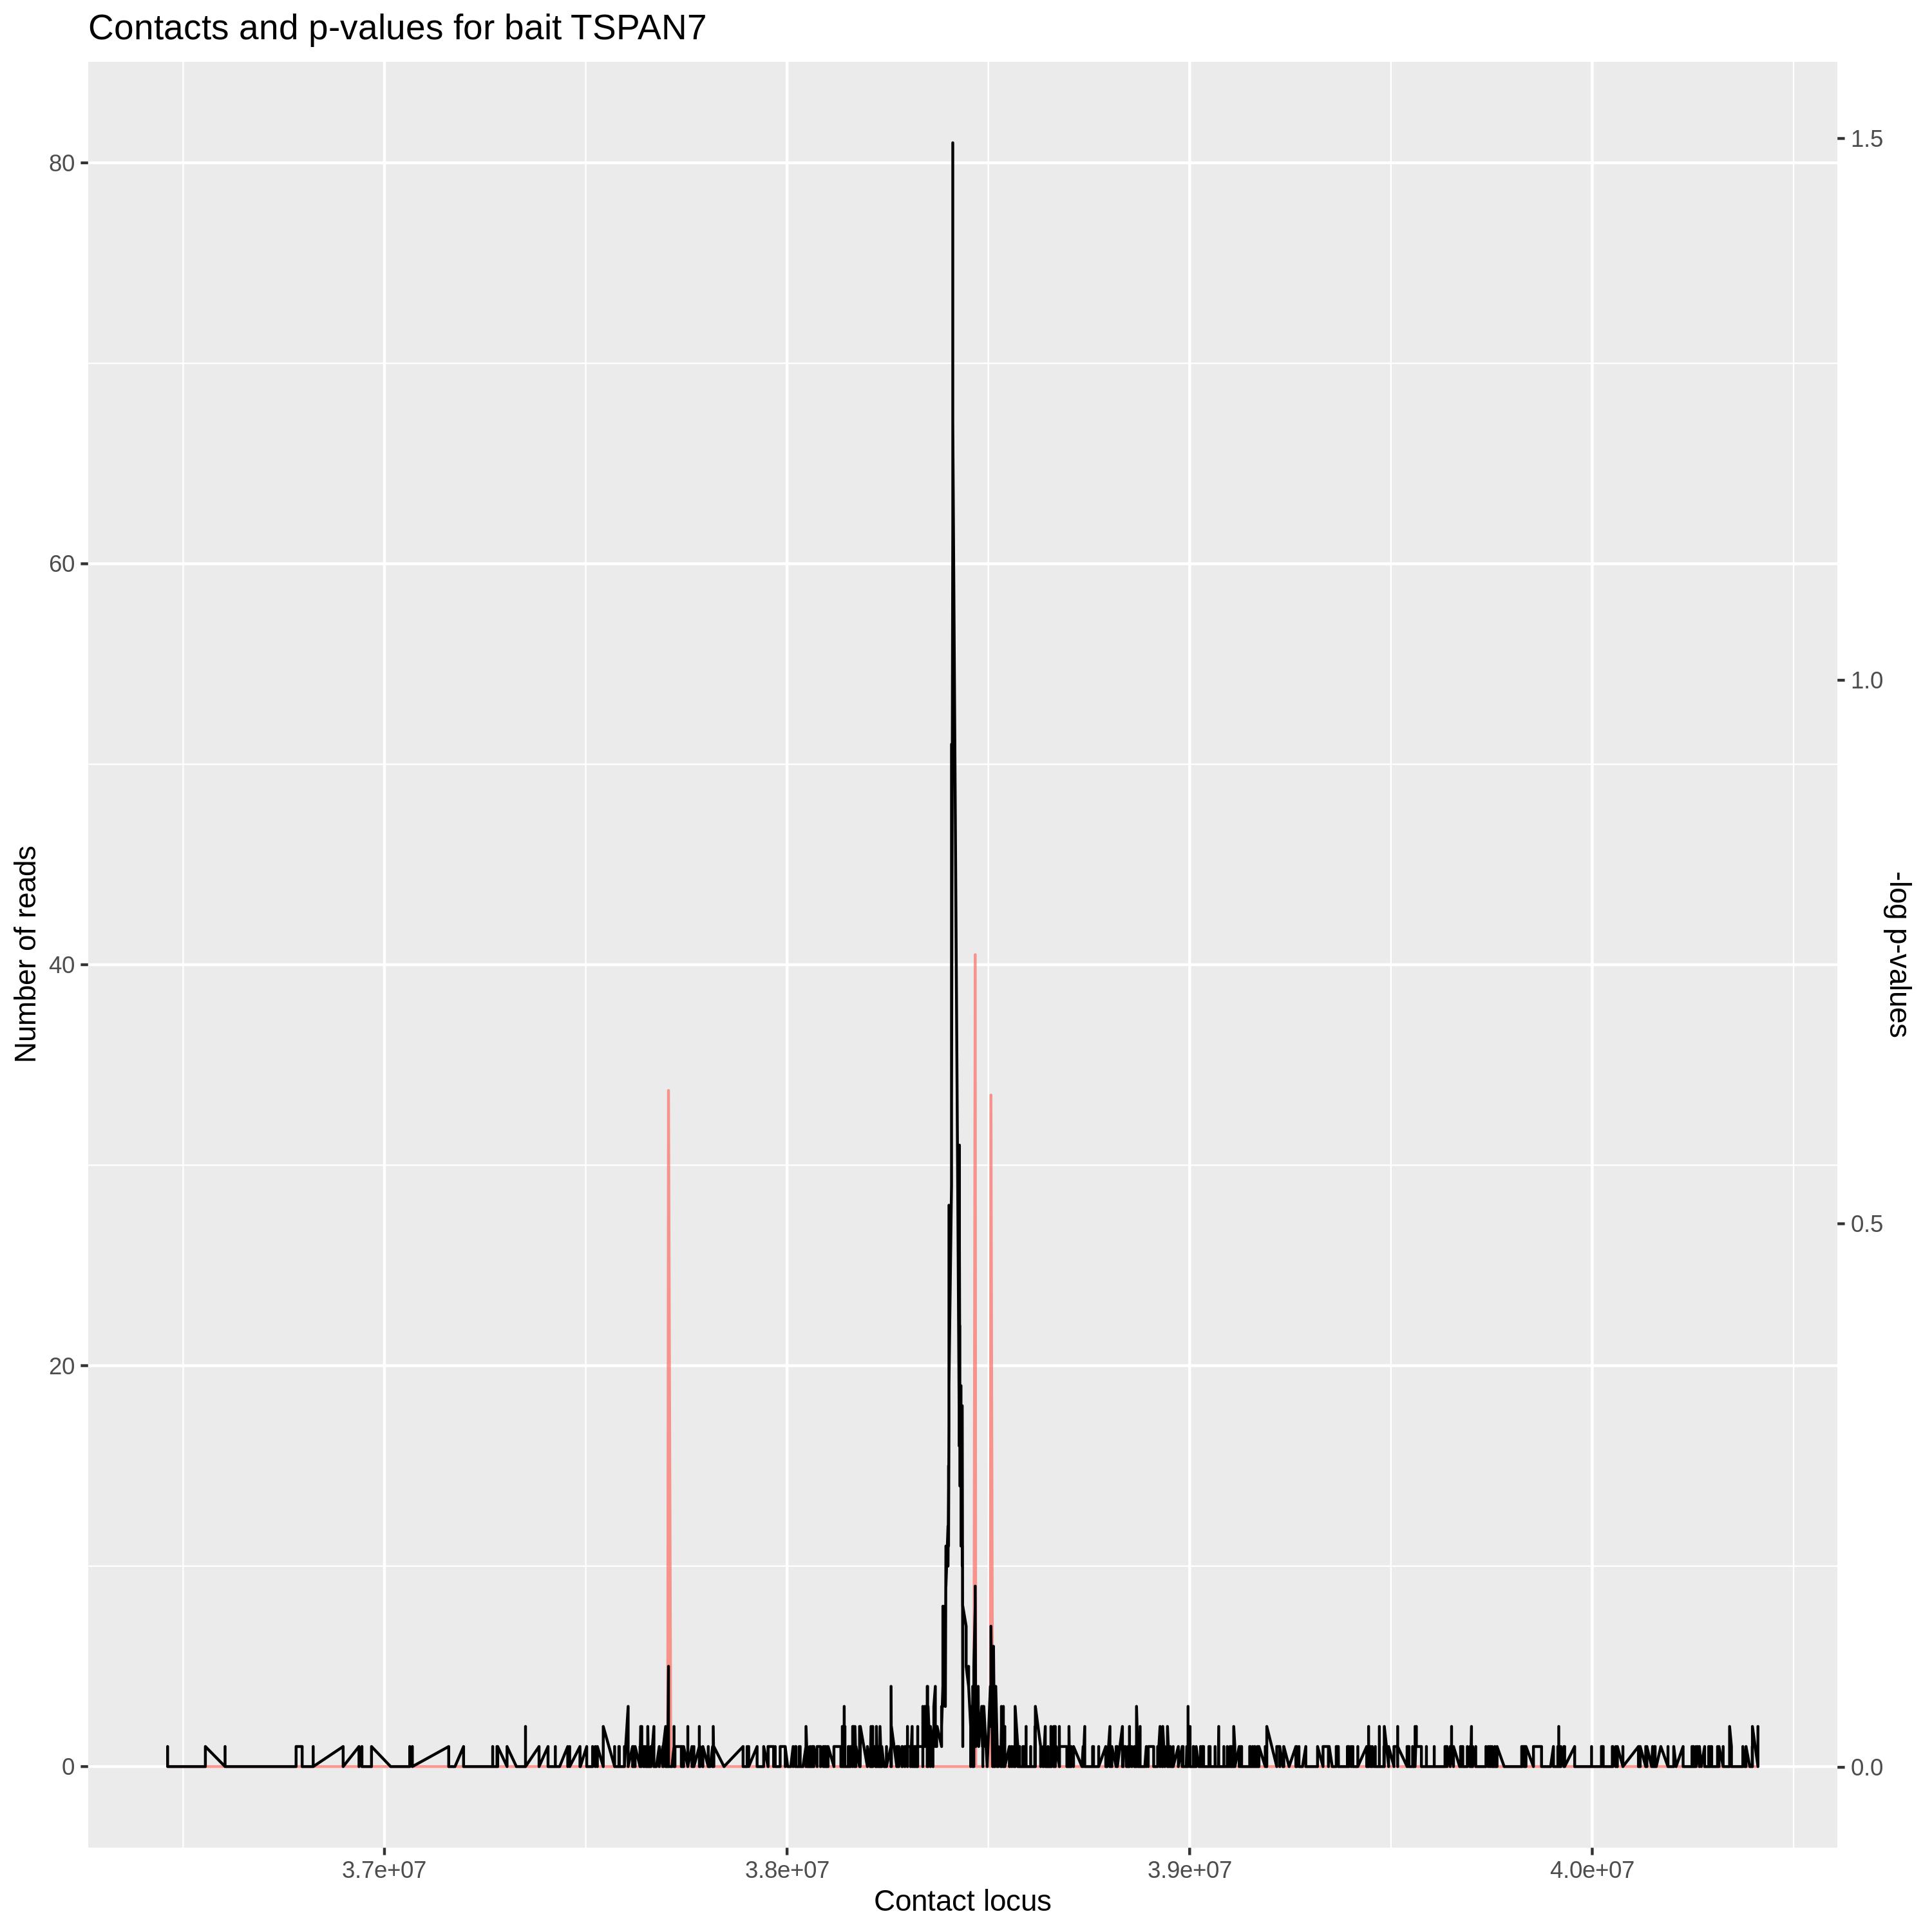 Contacts and p-values for bait TSPAN7
80
60
40
20
0
Number of reads
1.5
1.0
0.5
0.0
-log p-values
3.7e+07
3.8e+07
3.9e+07
4.0e+07
Contact locus